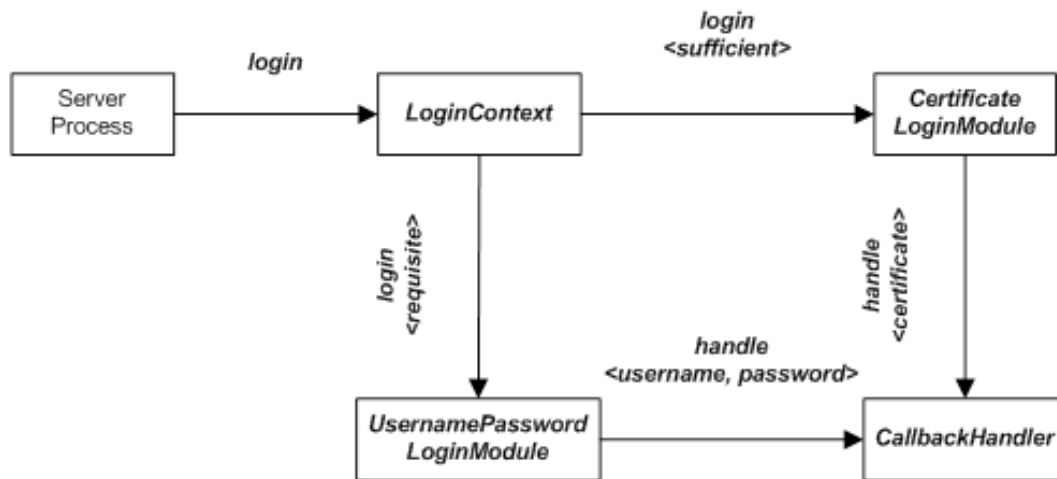 login
<sufficient>
login
Server
Process
LoginContext
Certificate
LoginModule
login
<requisite>
handle
<certificate>
handle
<username, password>
UsernamePassword
LoginModule
CallbackHandler